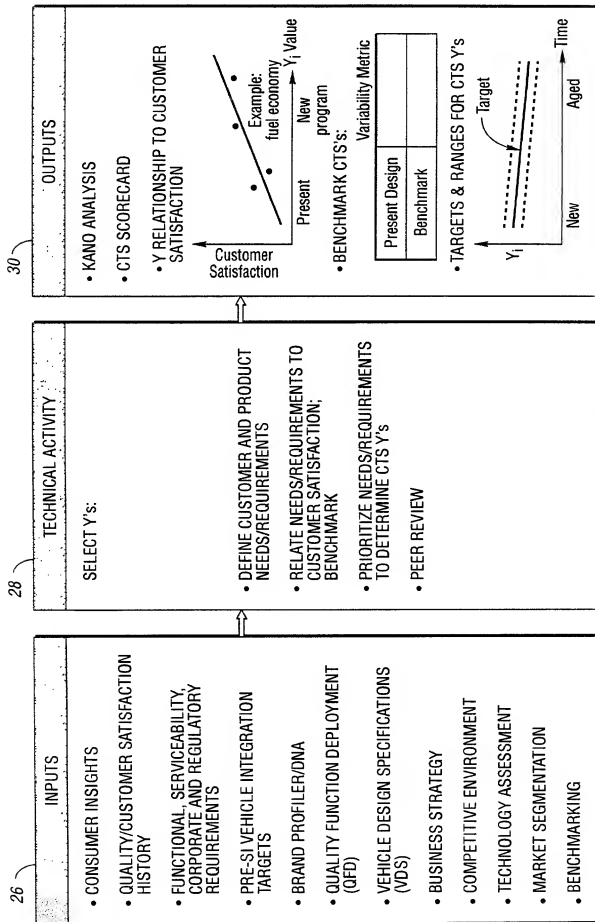 26
INPUTS
• CONSUMER INSIGHTS
• QUALITY/CUSTOMER SATISFACTION
HISTORY
• FUNCTIONAL, SERVICEABILITY,
CORPORATE AND REGULATORY
REQUIREMENTS
• PRE-SI VEHICLE INTEGRATION
TARGETS
• BRAND PROFILER/DNA
• QUALITY FUNCTION DEPLOYMENT
(QFD)
• VEHICLE DESIGN SPECIFICATIONS
(VDS)
• BUSINESS STRATEGY
• COMPETITIVE ENVIRONMENT
• TECHNOLOGY ASSESSMENT
• MARKET SEGMENTATION
• BENCHMARKING
28
TECHNICAL ACTIVITY
SELECT Y's:
• DEFINE CUSTOMER AND PRODUCT
NEEDS/REQUIREMENTS
• RELATE NEEDS/REQUIREMENTS TO
CUSTOMER SATISFACTION;
BENCHMARK
• PRIORITIZE NEEDS/REQUIREMENTS
TO DETERMINE CTS Y's
• PEER REVIEW
30
OUTPUTS
• KANO ANALYSIS
• CTS SCORECARD
• Y RELATIONSHIP TO CUSTOMER
SATISFACTION
Customer
Satisfaction
Example:
fuel economy
Yi Value
Present
New
program
• BENCHMARK CTS's:
Variability Metric
Present Design
Benchmark
• TARGETS & RANGES FOR CTS Y's
Yi
Target
New
Aged
Time